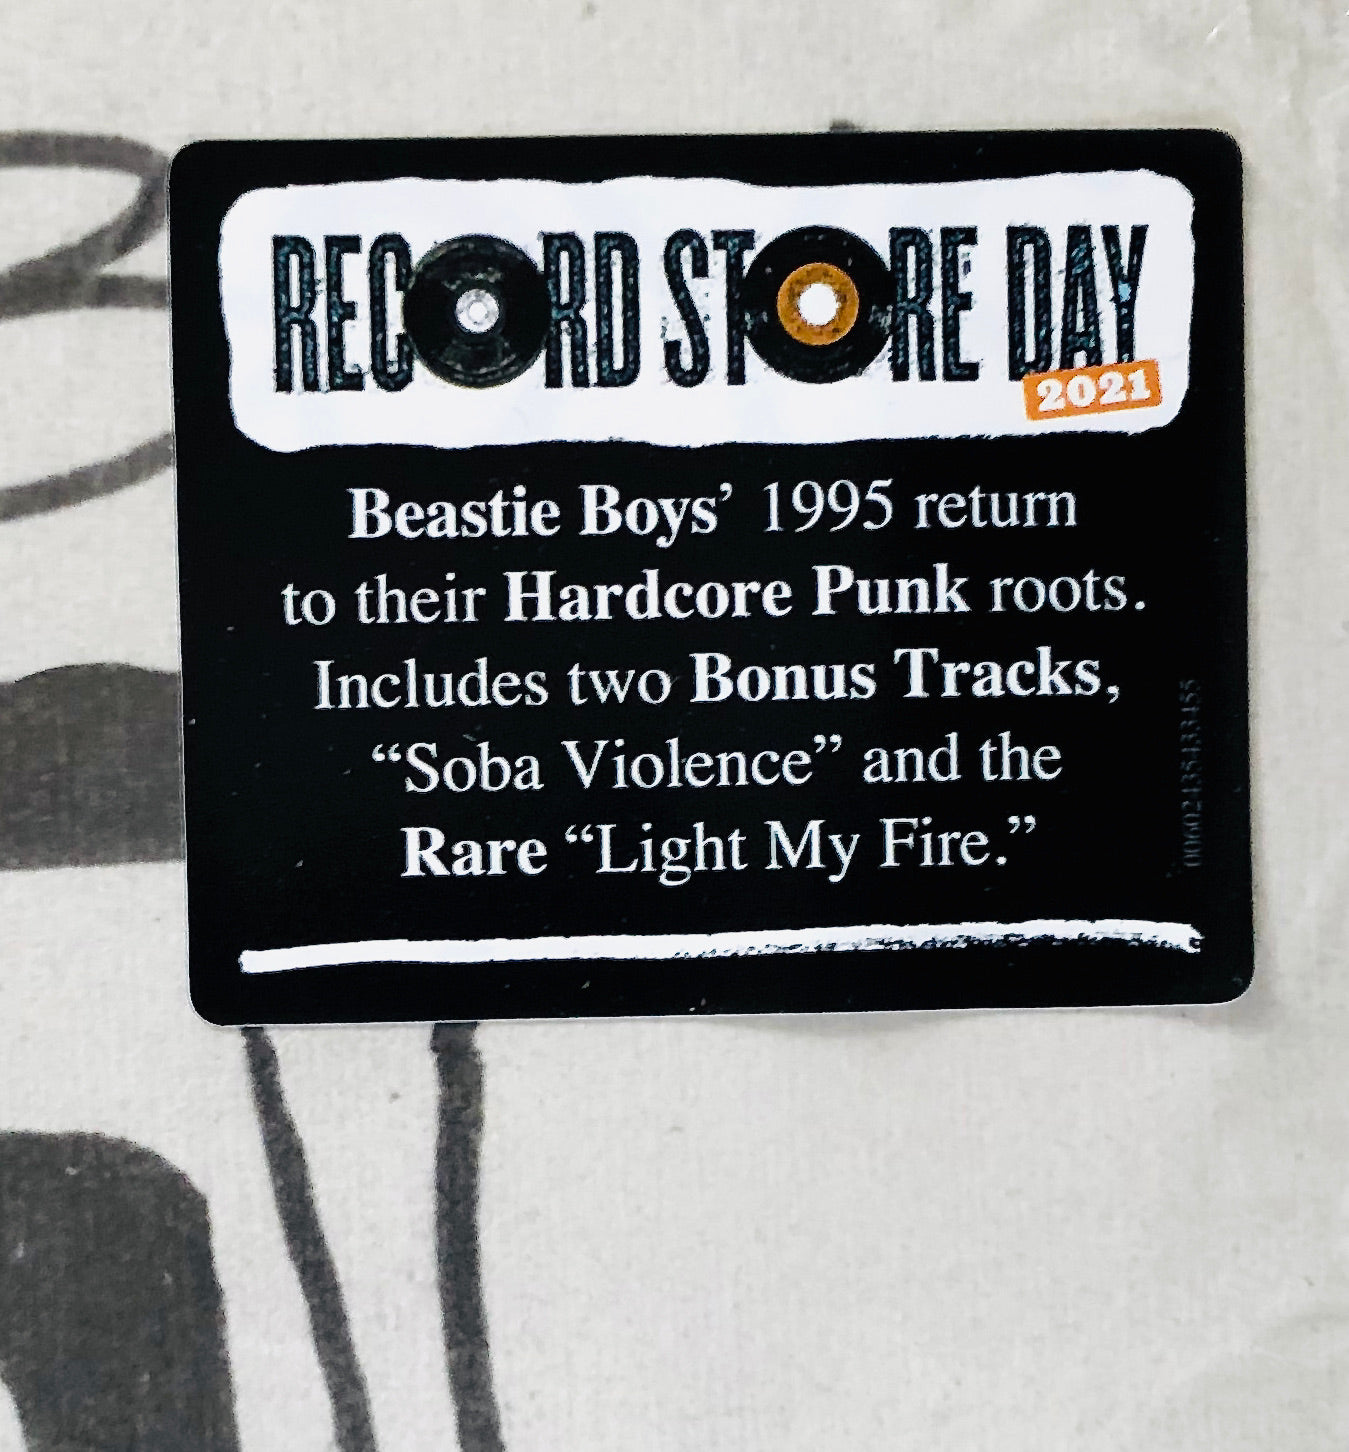 RECORD STORE DAY
2021
Beastie Boys’ 1995 return
to their Hardcore Punk roots.
Includes two Bonus Tracks,
“Soba Violence” and the
Rare “Light My Fire.”